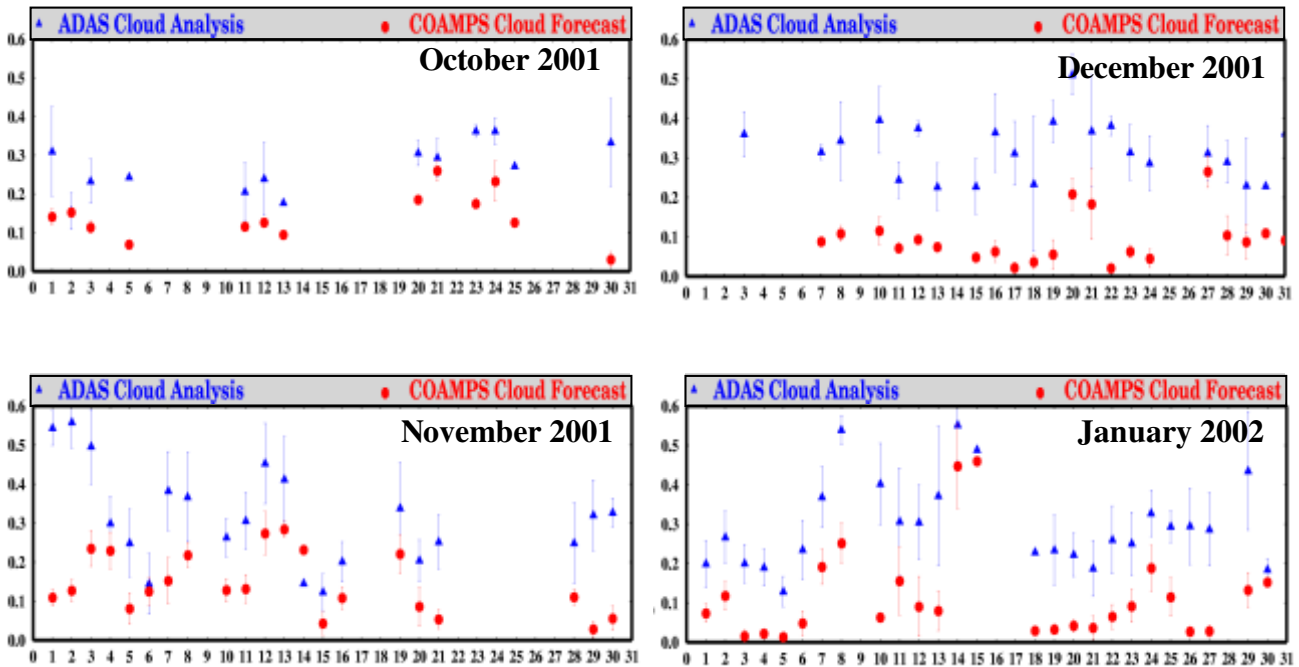 ADAS Cloud Analysis COAMPS Cloud Forecast
October 2001
0.6
0.5
0.4
0.3
0.2
0.1
0.0
0 1 2 3 4 5 6 7 8 9 10 11 12 13 14 15 16 17 18 19 20 21 22 23 24 25 26 27 28 29 30 31
ADAS Cloud Analysis COAMPS Cloud Forecast
December 2001
0.6
0.5
0.4
0.3
0.2
0.1
0.0
0 1 2 3 4 5 6 7 8 9 10 11 12 13 14 15 16 17 18 19 20 21 22 23 24 25 26 27 28 29 30 31
ADAS Cloud Analysis COAMPS Cloud Forecast
November 2001
0.6
0.5
0.4
0.3
0.2
0.1
0.0
0 1 2 3 4 5 6 7 8 9 10 11 12 13 14 15 16 17 18 19 20 21 22 23 24 25 26 27 28 29 30 31
ADAS Cloud Analysis COAMPS Cloud Forecast
January 2002
0.6
0.5
0.4
0.3
0.2
0.1
0.0
0 1 2 3 4 5 6 7 8 9 10 11 12 13 14 15 16 17 18 19 20 21 22 23 24 25 26 27 28 29 30 31